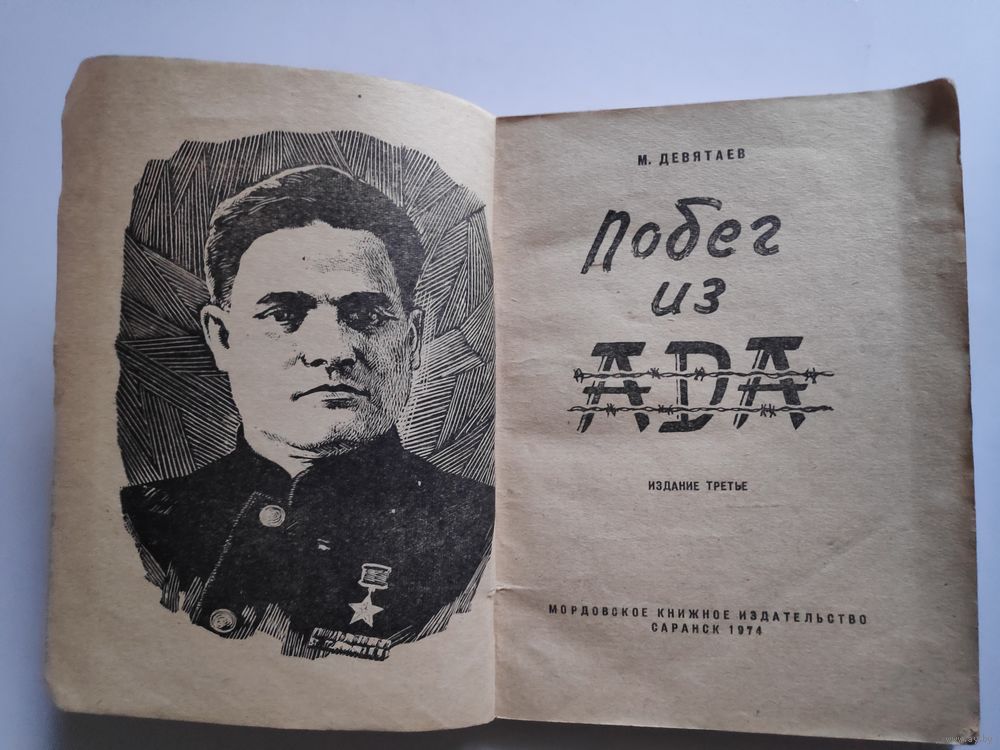 М. ДЕВЯТАЕВ
Побег
из
АДА
ИЗДАНИЕ ТРЕТЬЕ
МОРДОВСКОЕ КНИЖНОЕ ИЗДАТЕЛЬСТВО
САРАНСК 1974